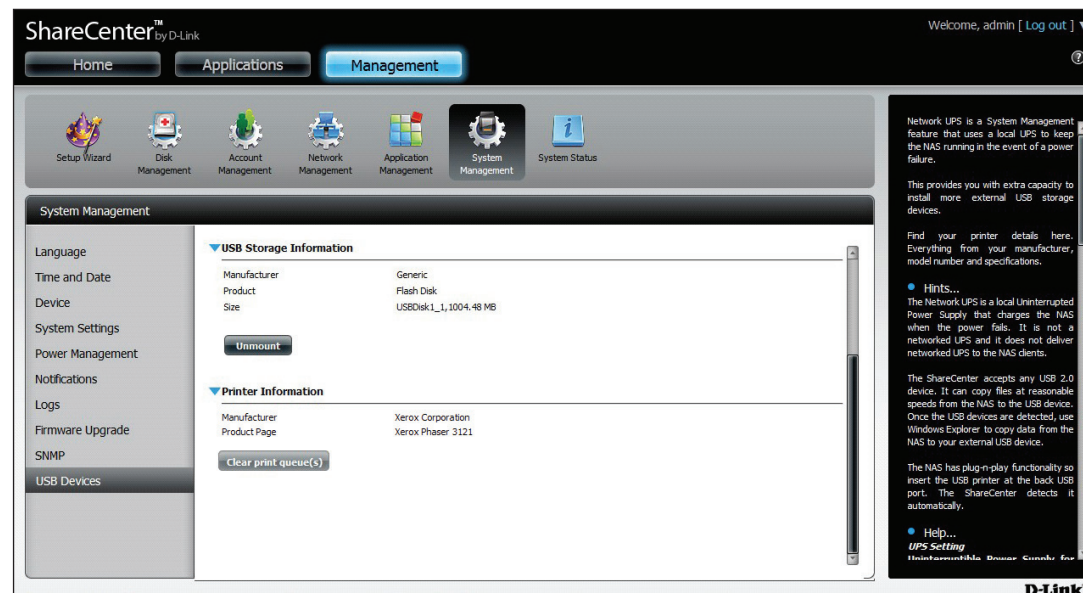 ShareCenter™ by D-Link
Welcome, admin [ Log out ]
Home
Applications
Management
?
Setup Wizard
Disk
Management
Account
Management
Network
Management
Application
Management
System
Management
System Status
System Management
Language
Time and Date
Device
System Settings
Power Management
Notifications
Logs
Firmware Upgrade
SNMP
USB Devices
USB Storage Information
Manufacturer Generic
Product Flash Disk
Size USBDisk1_1,1004.48 MB
Unmount
Printer Information
Manufacturer Xerox Corporation
Product Page Xerox Phaser 3121
Clear print queue(s)
Network UPS is a System Management
feature that uses a local UPS to keep
the NAS running in the event of a power
failure.
This provides you with extra capacity to
install more external USB storage
devices.
Find your printer details here.
Everything from your manufacturer,
model number and specifications.
Hints...
The Network UPS is a local Uninterrupted
Power Supply that charges the NAS
when the power fails. It is not a
networked UPS and it does not deliver
networked UPS to the NAS clients.
The ShareCenter accepts any USB 2.0
device. It can copy files at reasonable
speeds from the NAS to the USB device.
Once the USB devices are detected, use
Windows Explorer to copy data from the
NAS to your external USB device.
The NAS has plug-n-play functionality so
insert the USB printer at the back USB
port. The ShareCenter detects it
automatically.
Help...
UPS Setting
Uninterruptible Power Supply for
D-Link